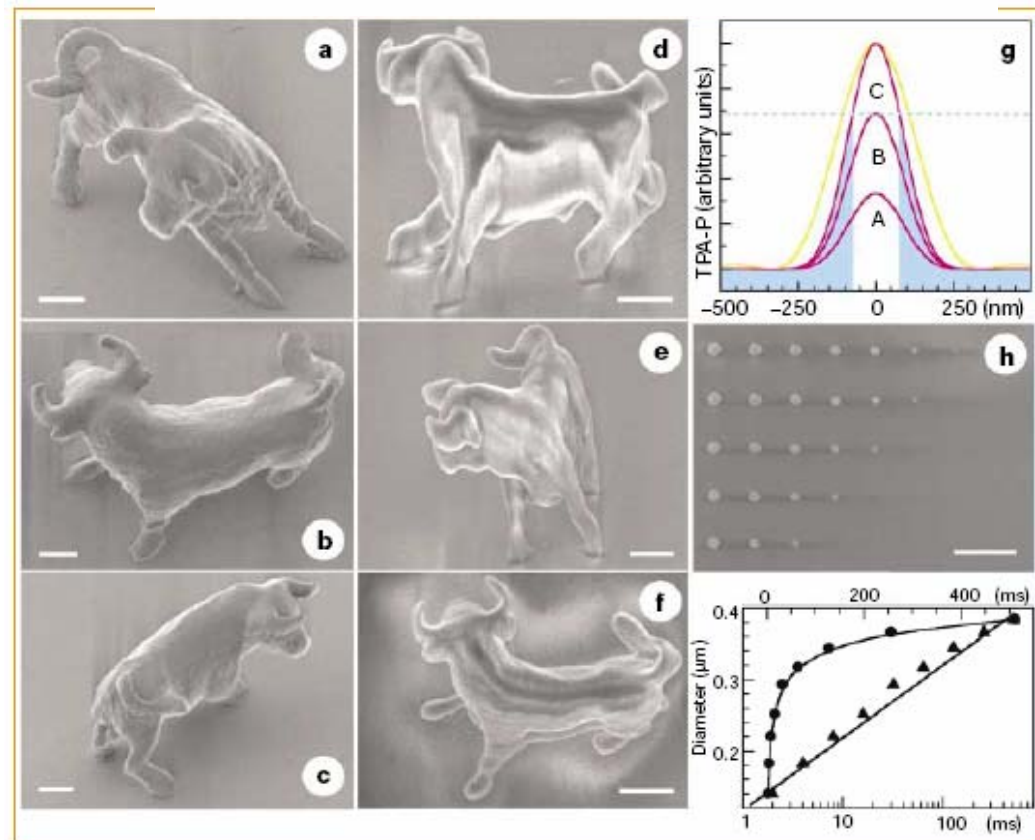 a
d
g
C
B
A
TPA-P (arbitrary units)
−500 −250 0 250 (nm)
b
e
h
c
f
0 200 400 (ms)
0.4
0.3
0.2
Diameter (µm)
1 10 100 (ms)